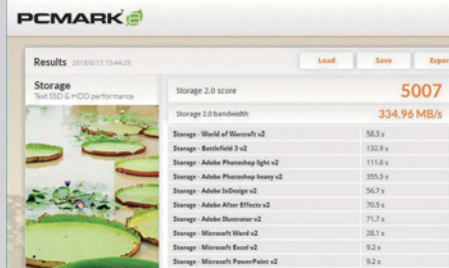 PCMARK 8
Results 2018/6/15 15:44:28
Load Save Expor
Storage
Test SSD & HDD performance
Storage 2.0 score 5007
Storage 2.0 bandwidth 334.96 MB/s
Storage - World of Warcraft v2 58.3 s
Storage - Battlefield 3 v2 132.9 s
Storage - Adobe Photoshop light v2 111.6 s
Storage - Adobe Photoshop heavy v2 355.3 s
Storage - Adobe InDesign v2 56.7 s
Storage - Adobe After Effects v2 70.5 s
Storage - Adobe Illustrator v2 71.7 s
Storage - Microsoft Word v2 28.1 s
Storage - Microsoft Excel v2 9.2 s
Storage - Microsoft PowerPoint v2 9.2 s